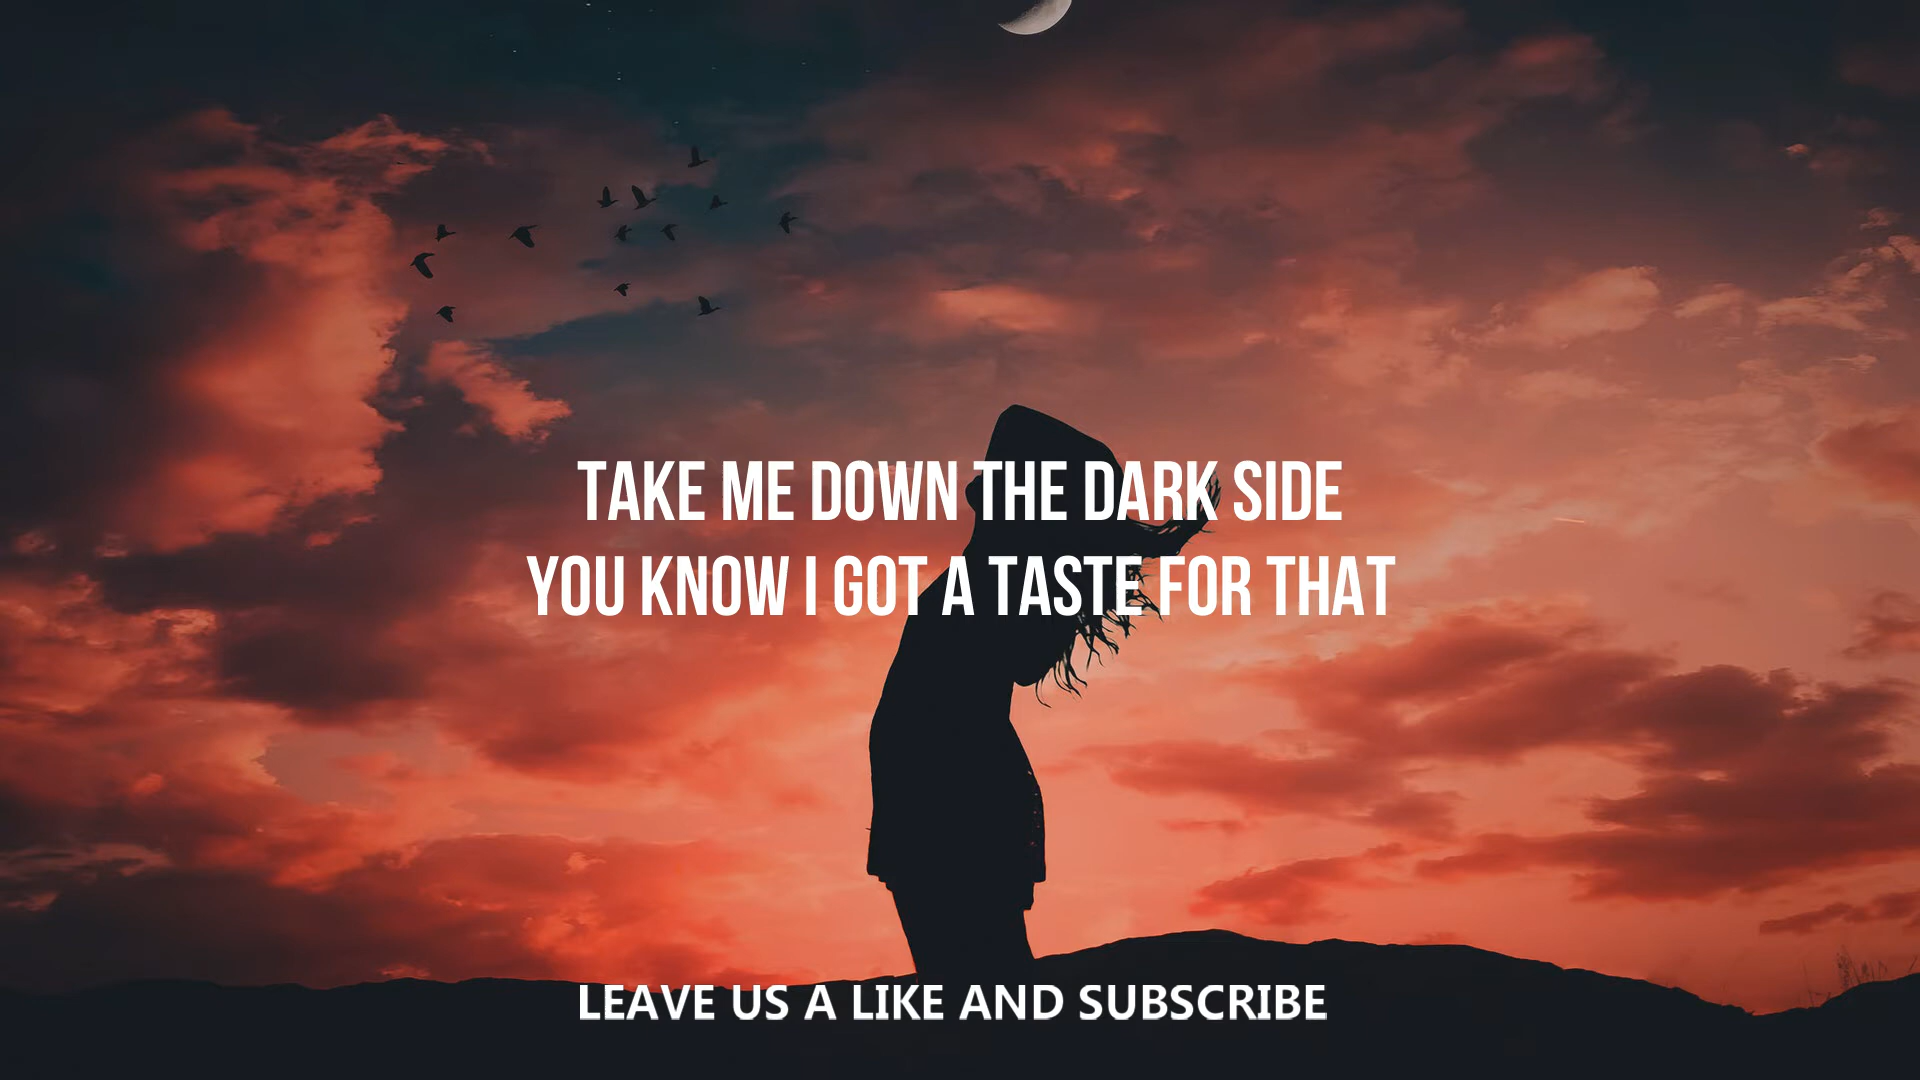 TAKE ME DOWN THE DARK SIDE
YOU KNOW I GOT A TASTE FOR THAT
LEAVE US A LIKE AND SUBSCRIBE